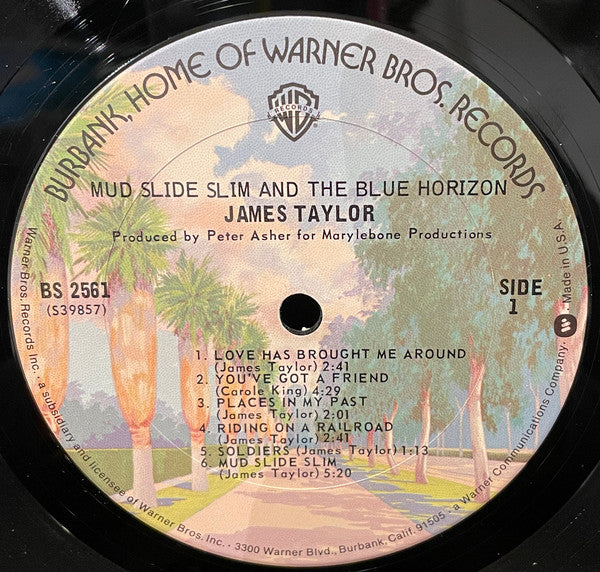 BURBANK, HOME OF WARNER BROS. RECORDS
WB
RECORDS
®
MUD SLIDE SLIM AND THE BLUE HORIZON
JAMES TAYLOR
Produced by Peter Asher for Marylebone Productions
BS 2561
(S39857)
SIDE
1
1. LOVE HAS BROUGHT ME AROUND
(James Taylor) 2:41
2. YOU'VE GOT A FRIEND
(Carole King) 4:29
3. PLACES IN MY PAST
(James Taylor) 2:01
4. RIDING ON A RAILROAD
(James Taylor) 2:41
5. SOLDIERS (James Taylor) 1:13
6. MUD SLIDE SLIM
(James Taylor) 5:20
Warner Bros. Records Inc. • a subsidiary and licensee of Warner Bros. Inc. • 3300 Warner Blvd., Burbank, Calif. 91505 • a Warner Communications Company. Made in U.S.A.